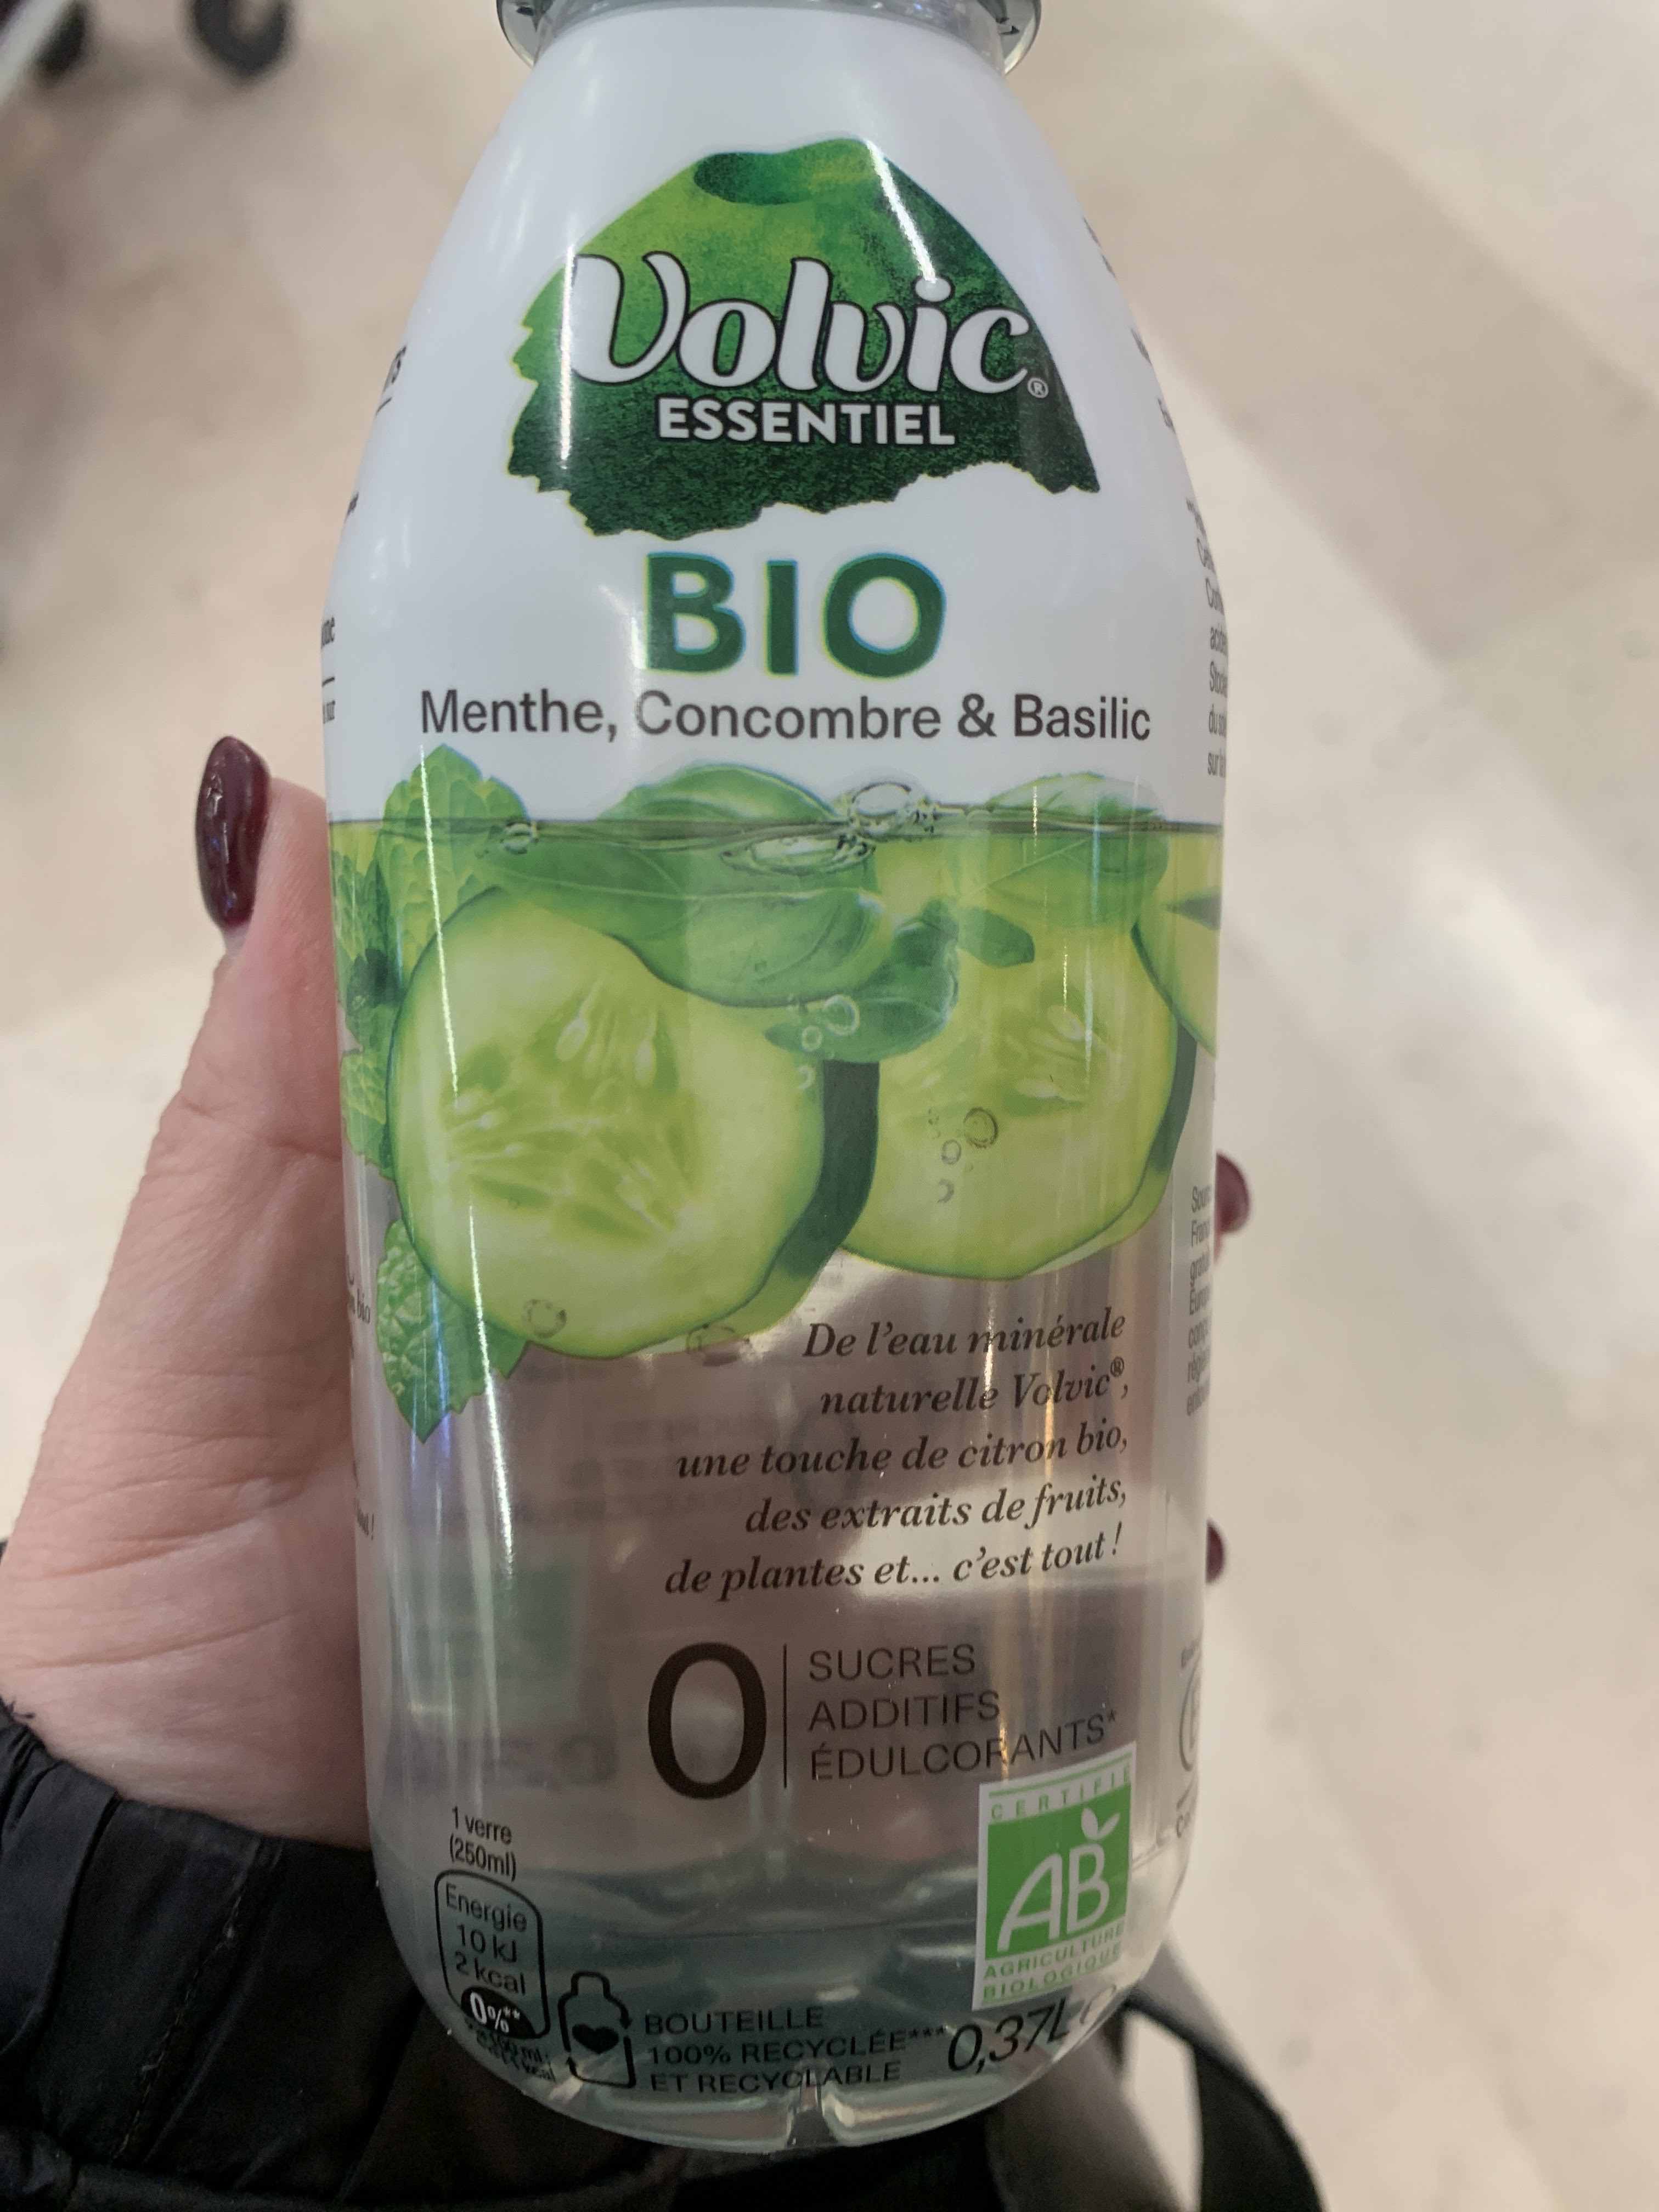 Volvic®
ESSENTIEL
BIO
Menthe, Concombre & Basilic
De l'eau minérale
naturelle Volvic®,
une touche de citron bio,
des extraits de fruits,
de plantes et... c'est tout !
0
SUCRES
ADDITIFS
ÉDULCORANTS*
1 verre
(250ml)
Energie
10 kJ
2 kcal
0%**
CERTIFIÉ
AB
AGRICULTURE
BIOLOGIQUE
BOUTEILLE
100% RECYCLÉE***
ET RECYCLABLE
0,37L e